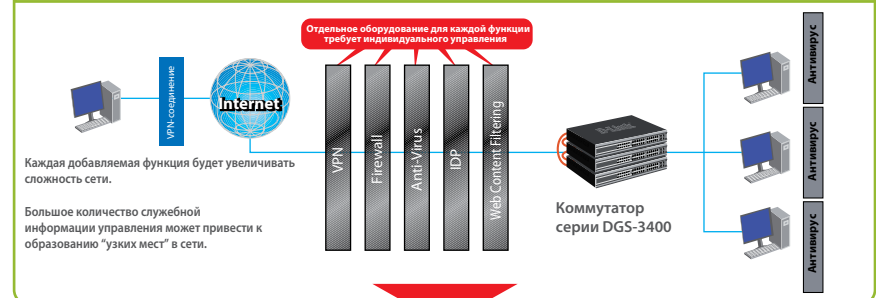 Отдельное оборудование для каждой функции
требует индивидуального управления
VPN-соединение
Internet
VPN
Firewall
Anti-Virus
IDP
Web Content Filtering
D-Link
Коммутатор
серии DGS-3400
Антивирус
Антивирус
Антивирус
Каждая добавляемая функция будет увеличивать
сложность сети.
Большое количество служебной
информации управления может привести к
образованию “узких мест” в сети.